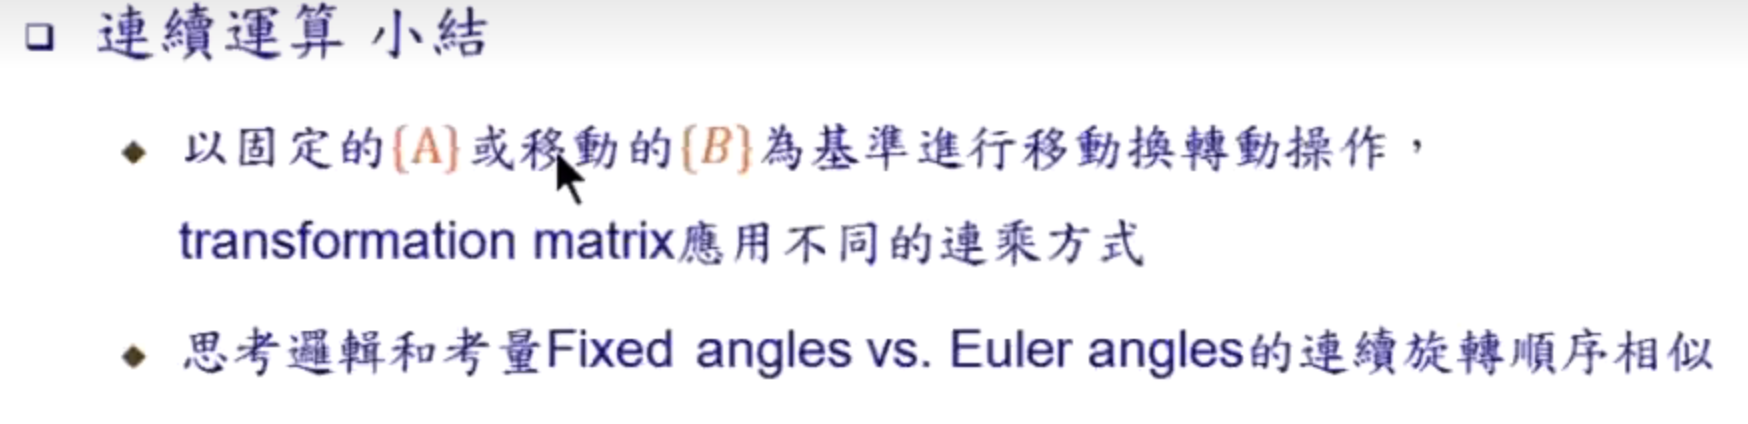 連續運算 小結
以固定的{A}或移動的{B}為基準進行移動換轉動操作，
transformation matrix應用不同的連乘方式
思考邏輯和考量Fixed angles vs. Euler angles的連續旋轉順序相似